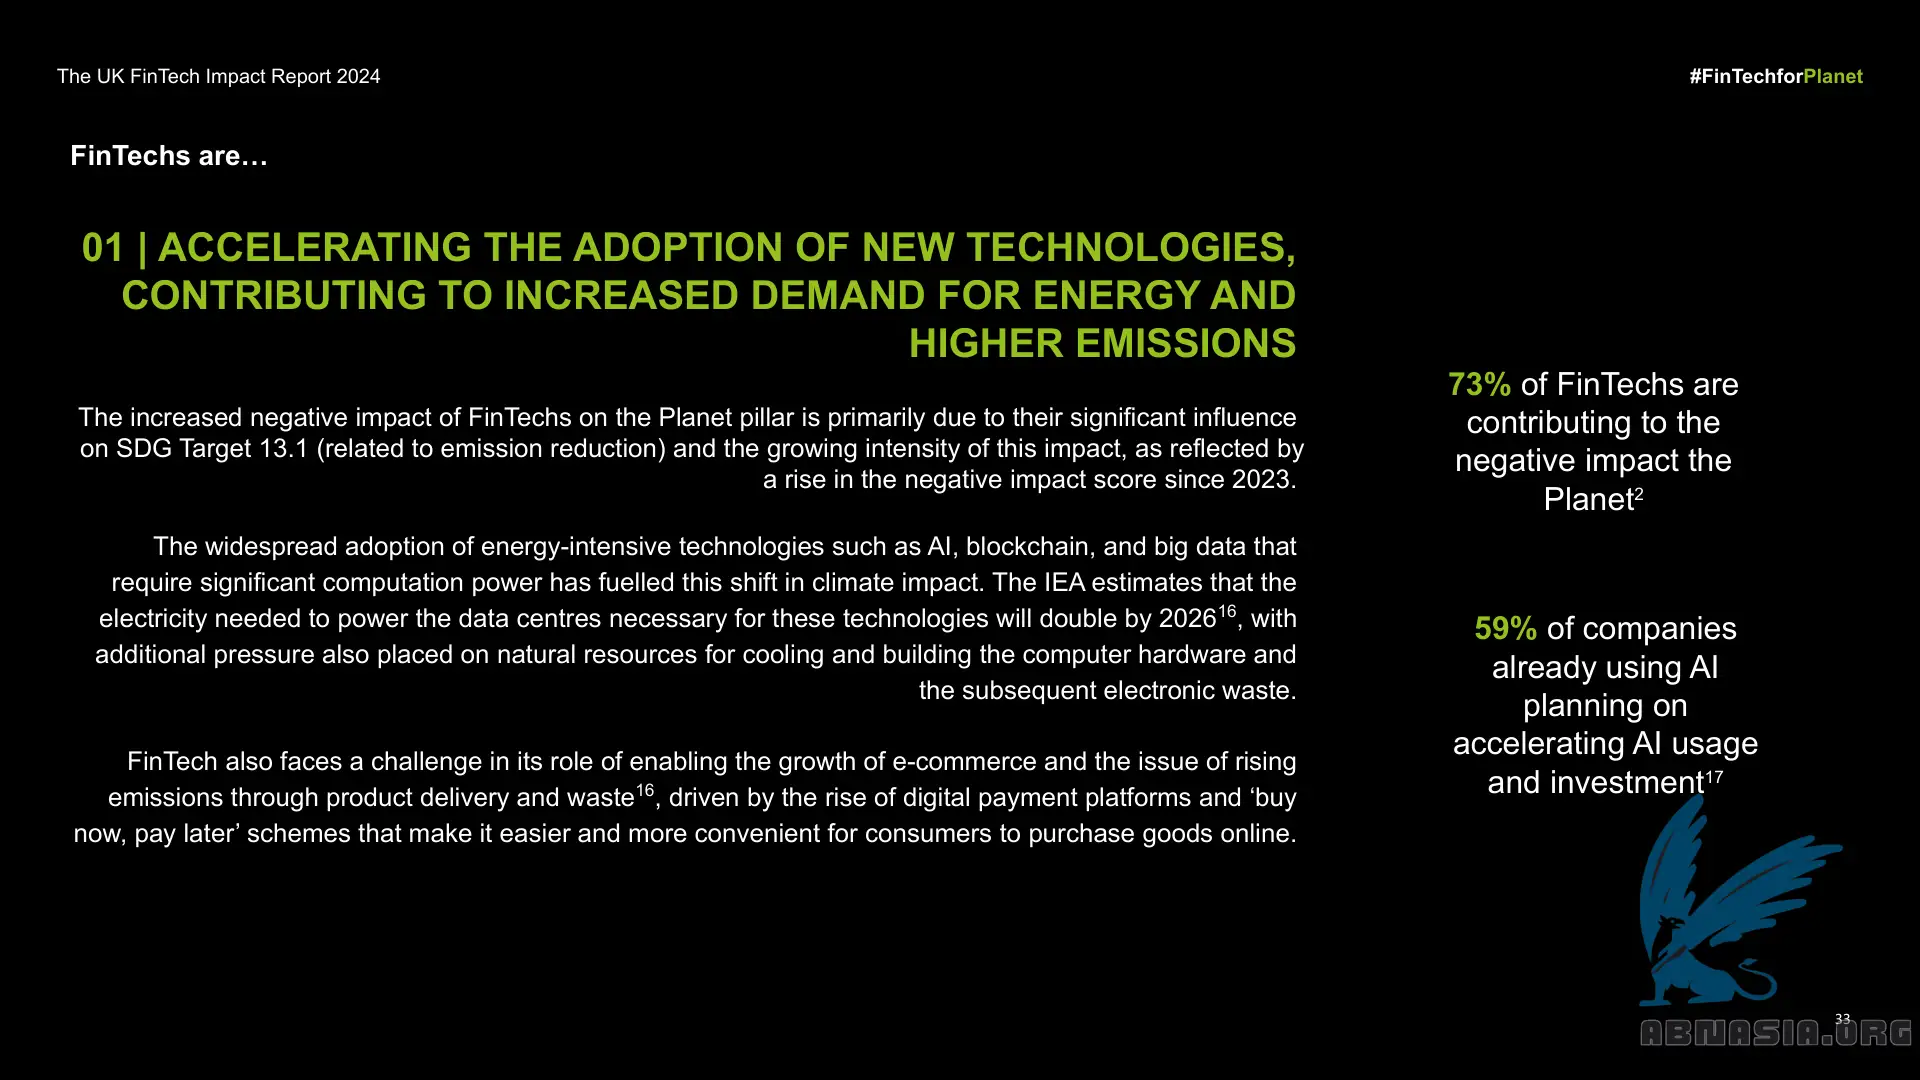 The UK FinTech Impact Report 2024
#FinTechforPlanet
FinTechs are…
01 | ACCELERATING THE ADOPTION OF NEW TECHNOLOGIES,
CONTRIBUTING TO INCREASED DEMAND FOR ENERGY AND
HIGHER EMISSIONS
The increased negative impact of FinTechs on the Planet pillar is primarily due to their significant influence
on SDG Target 13.1 (related to emission reduction) and the growing intensity of this impact, as reflected by
a rise in the negative impact score since 2023.
The widespread adoption of energy-intensive technologies such as AI, blockchain, and big data that
require significant computation power has fuelled this shift in climate impact. The IEA estimates that the
electricity needed to power the data centres necessary for these technologies will double by 2026¹⁶, with
additional pressure also placed on natural resources for cooling and building the computer hardware and
the subsequent electronic waste.
FinTech also faces a challenge in its role of enabling the growth of e-commerce and the issue of rising
emissions through product delivery and waste¹⁶, driven by the rise of digital payment platforms and ‘buy
now, pay later’ schemes that make it easier and more convenient for consumers to purchase goods online.
73% of FinTechs are
contributing to the
negative impact the
Planet²
59% of companies
already using AI
planning on
accelerating AI usage
and investment¹⁷
33
ABNASIA.ORG